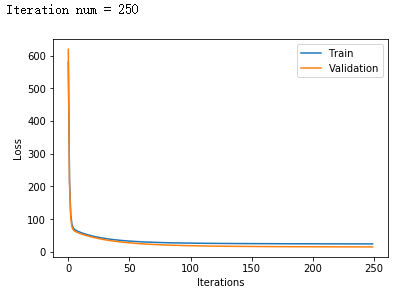 Iteration num = 250
600
500
400
300
200
100
0
Loss
Train
Validation
0 50 100 150 200 250
Iterations